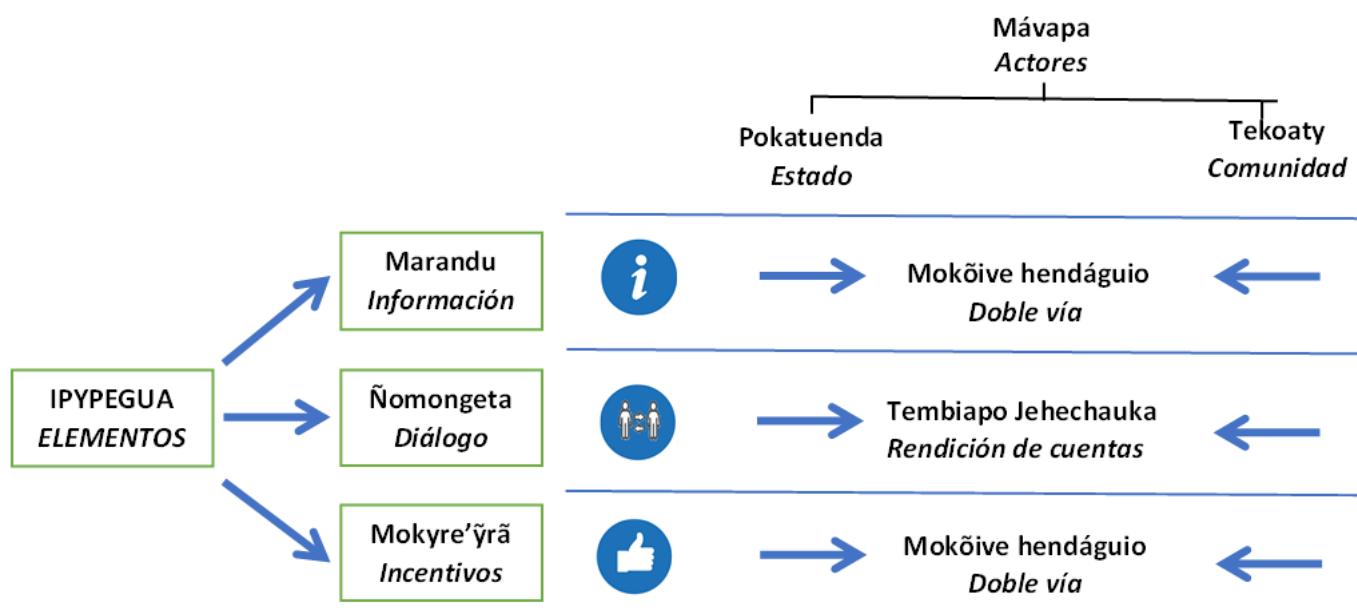 Mávapa
Actores
Pokatuenda
Estado
Tekoaty
Comunidad
Marandu
Información
i
Mokõive hendáguio
Doble vía
IPYPEGUA
ELEMENTOS
Ñomongeta
Diálogo
Tembiapo Jehechauka
Rendición de cuentas
Mokyre’ỹrã
Incentivos
Mokõive hendáguio
Doble vía